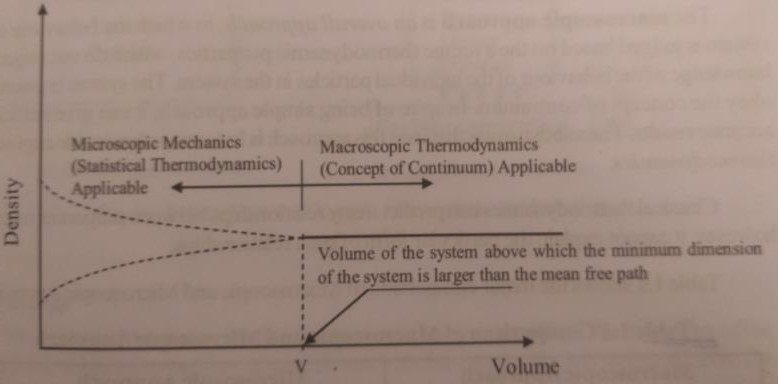 Microscopic Mechanics
(Statistical Thermodynamics)
Applicable
Macroscopic Thermodynamics
(Concept of Continuum) Applicable
Density
Volume of the system above which the minimum dimension
of the system is larger than the mean free path
V
Volume